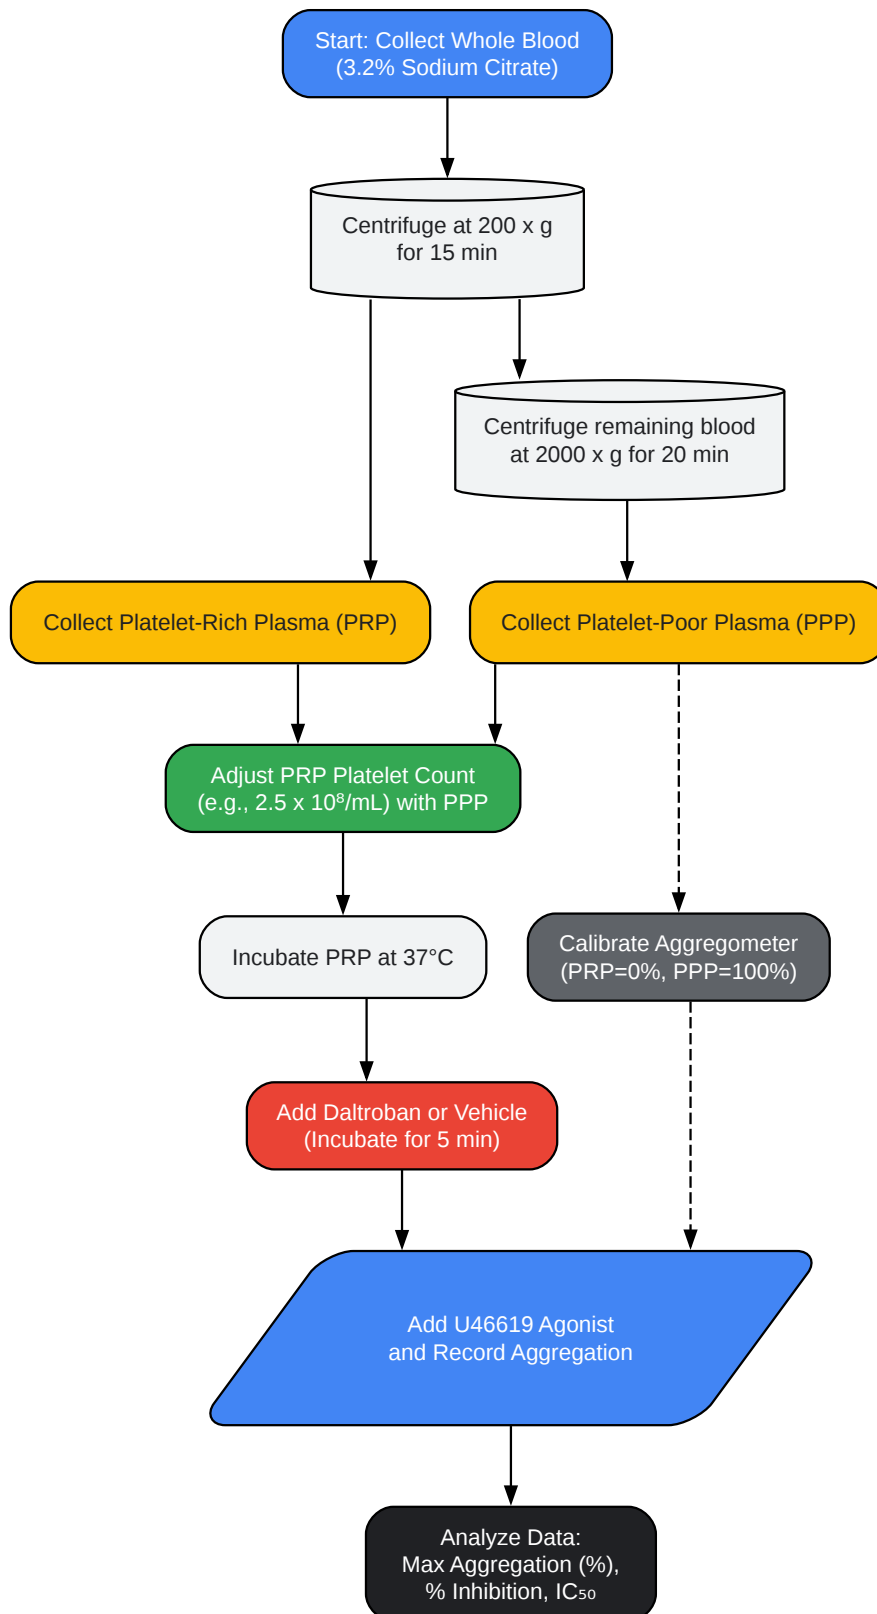 Start: Collect Whole Blood
(3.2% Sodium Citrate)
Centrifuge at 200 x g
for 15 min
Centrifuge remaining blood
at 2000 x g for 20 min
Collect Platelet-Rich Plasma (PRP)
Collect Platelet-Poor Plasma (PPP)
Adjust PRP Platelet Count
(e.g., 2.5 x 10⁸/mL) with PPP
Incubate PRP at 37°C
Calibrate Aggregometer
(PRP=0%, PPP=100%)
Add Daltroban or Vehicle
(Incubate for 5 min)
Add U46619 Agonist
and Record Aggregation
Analyze Data:
Max Aggregation (%),
% Inhibition, IC₅₀